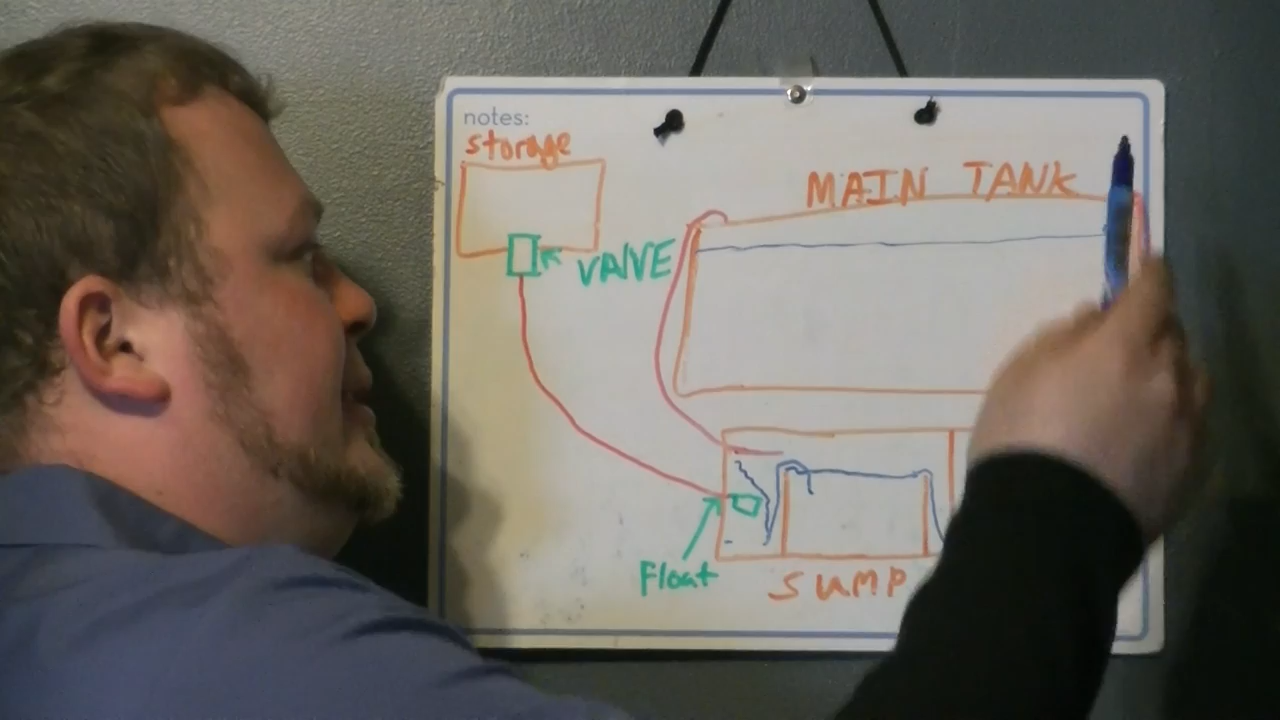 notes:
storage
MAIN TANK
VALVE
Float
SUMP